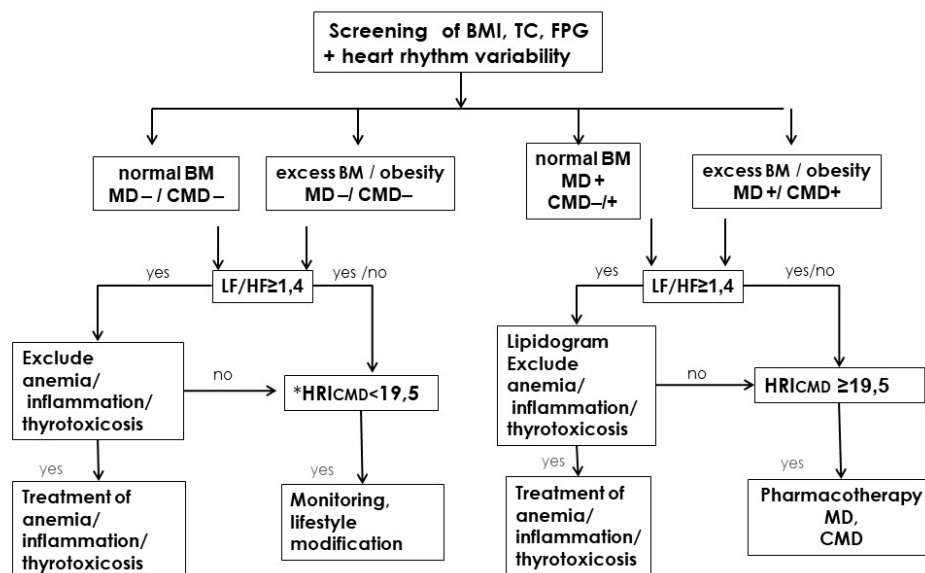 Screening of BMI, TC, FPG
+ heart rhythm variability
normal BM
MD – / CMD –
excess BM / obesity
MD –/ CMD–
normal BM
MD +
CMD–/+
excess BM / obesity
MD +/ CMD+
yes
LF/HF≥1,4
yes /no
yes
LF/HF≥1,4
yes/no
Exclude
anemia/
inflammation/
thyrotoxicosis
no
*HRICMD<19,5
Lipidogram
Exclude
anemia/
inflammation/
thyrotoxicosis
no
HRICMD ≥19,5
yes
yes
yes
yes
Treatment of
anemia/
inflammation/
thyrotoxicosis
Monitoring,
lifestyle
modification
Treatment of
anemia/
inflammation/
thyrotoxicosis
Pharmacotherapy
MD,
CMD